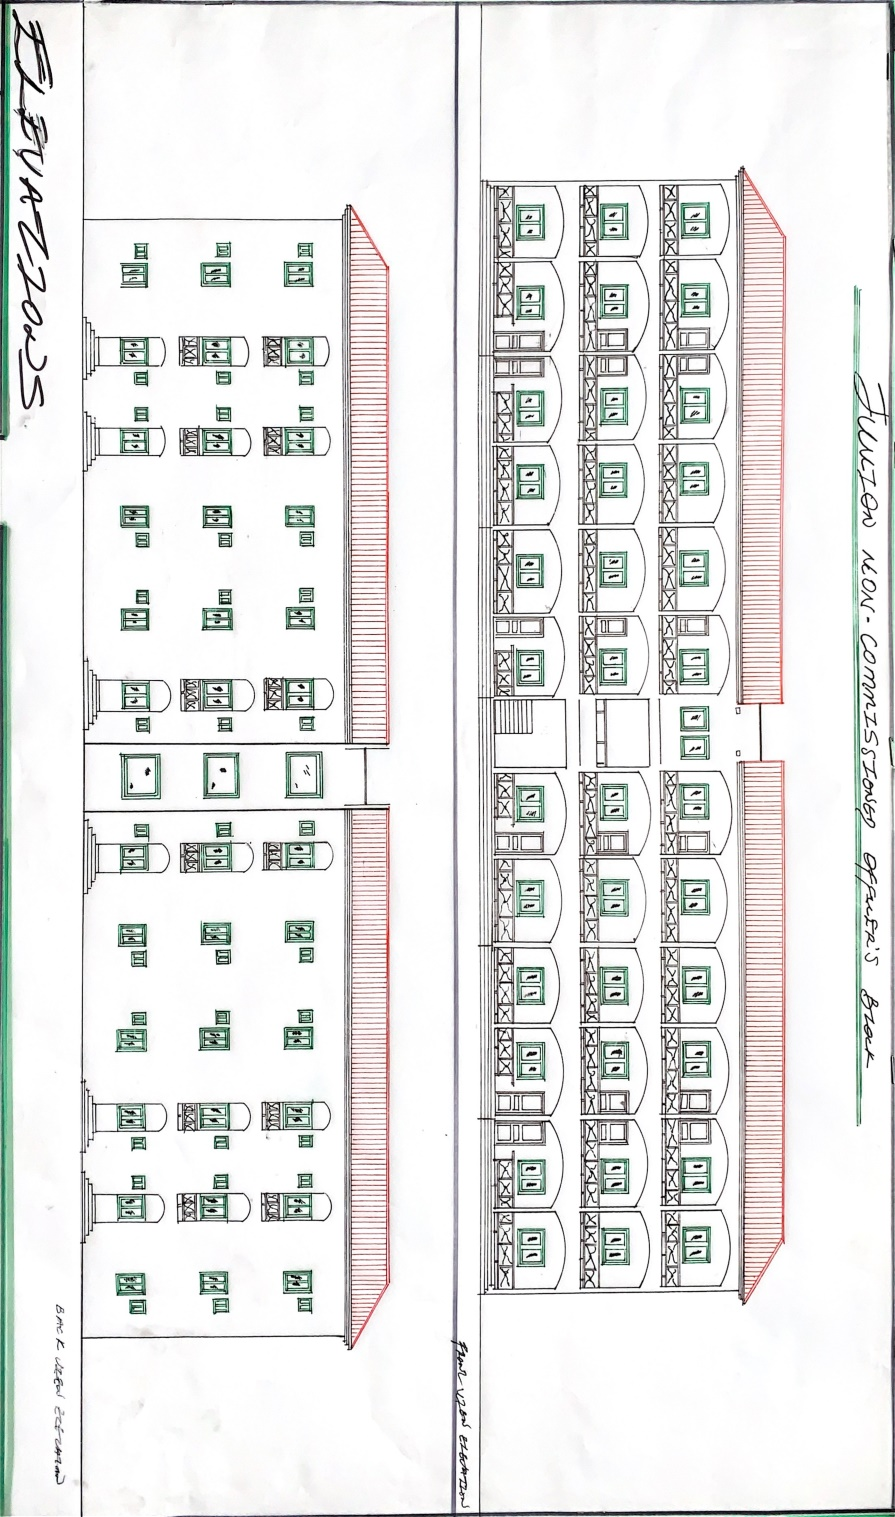 JUNIOR NON-COMMISSIONED OFFICER'S BLOCK
FRONT VIEW ELEVATION
BACK VIEW ELEVATION
ELEVATIONS